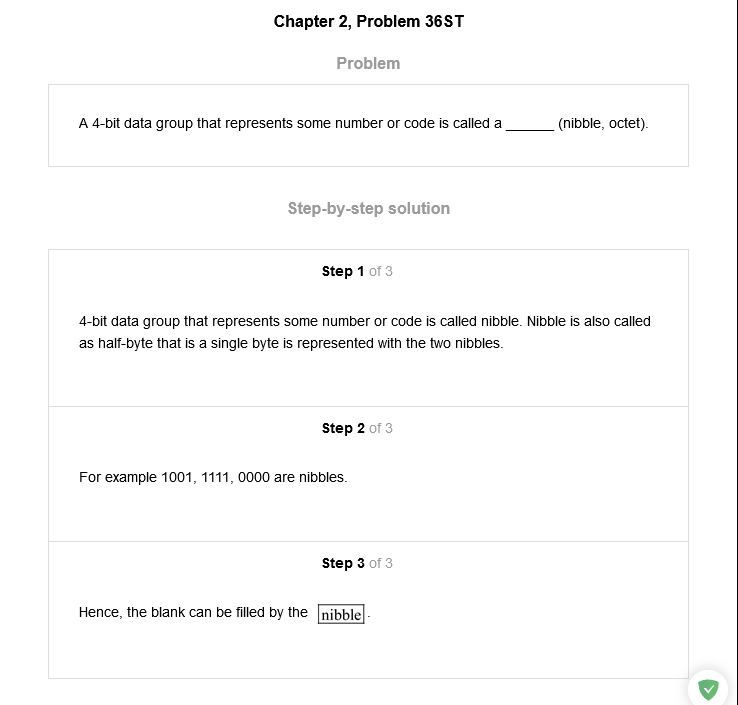 Chapter 2, Problem 36ST
Problem
A 4-bit data group that represents some number or code is called a ______ (nibble, octet).
Step-by-step solution
Step 1 of 3
4-bit data group that represents some number or code is called nibble. Nibble is also called
as half-byte that is a single byte is represented with the two nibbles.
Step 2 of 3
For example 1001, 1111, 0000 are nibbles.
Step 3 of 3
Hence, the blank can be filled by the nibble.